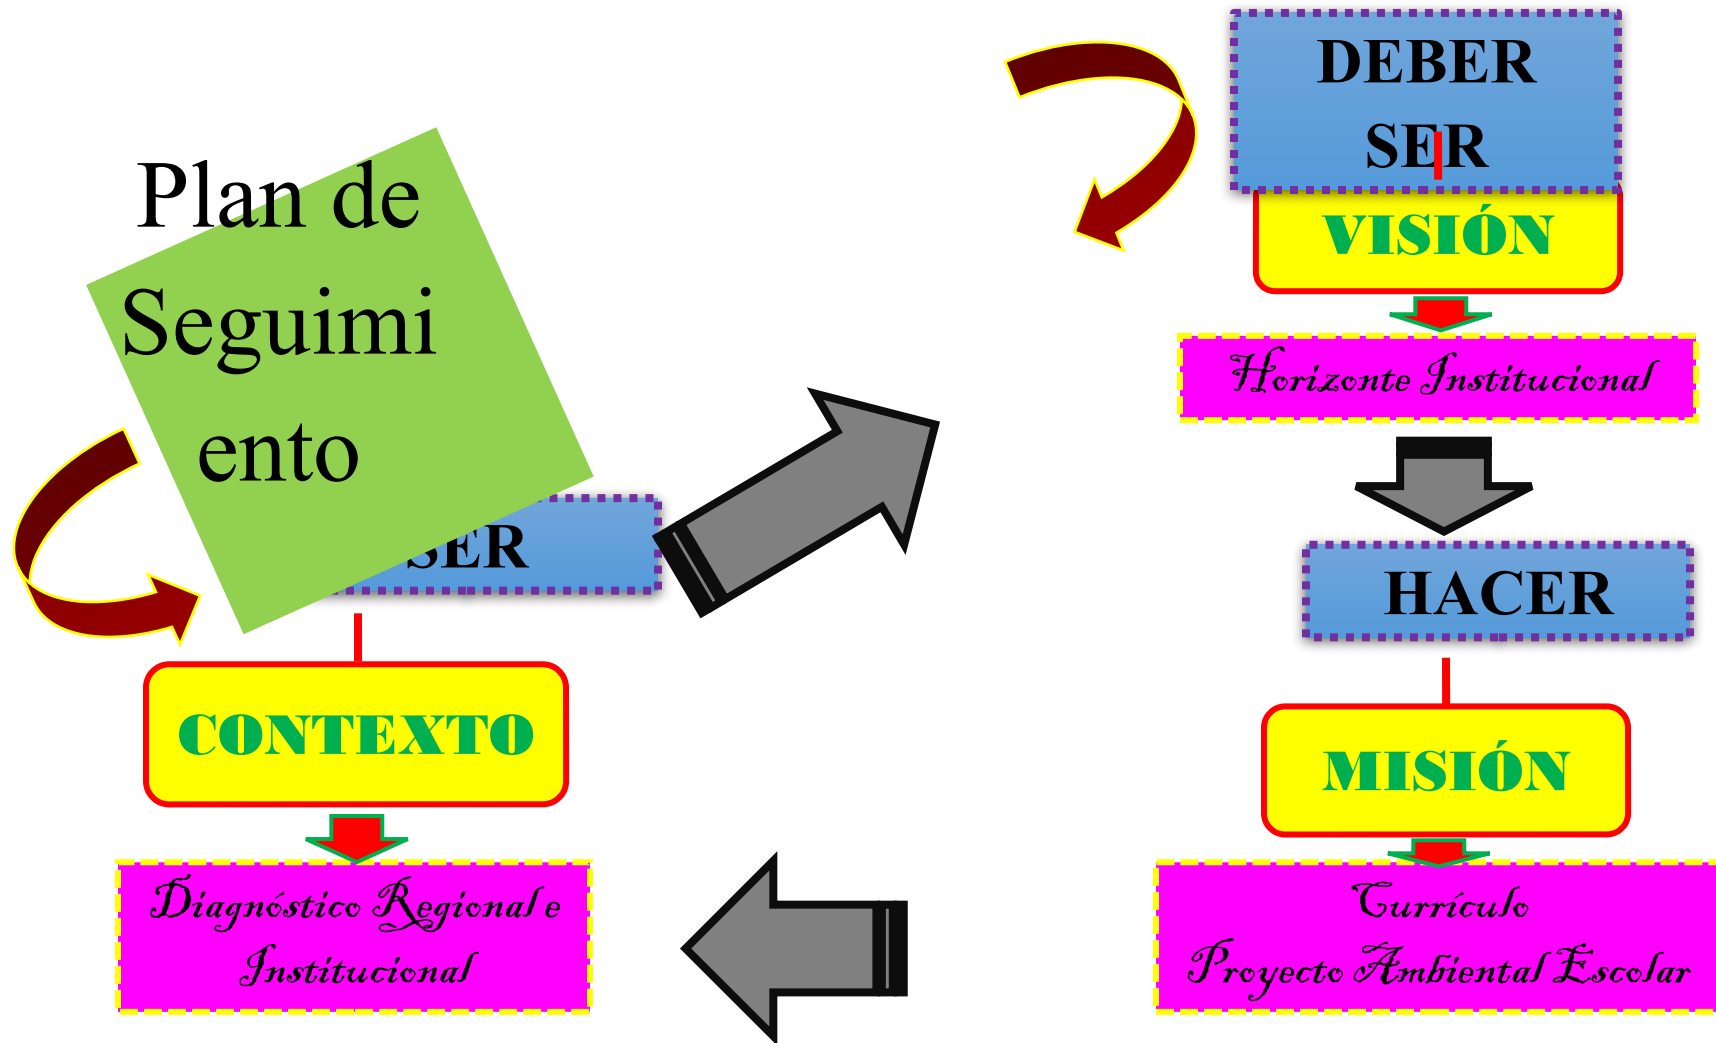 Plan de
Seguimi
ento
SER
CONTEXTO
Diagnóstico Regional e
Institucional
DEBER
SER
VISIÓN
Horizonte Institucional
HACER
MISIÓN
Currículo
Proyecto Ambiental Escolar